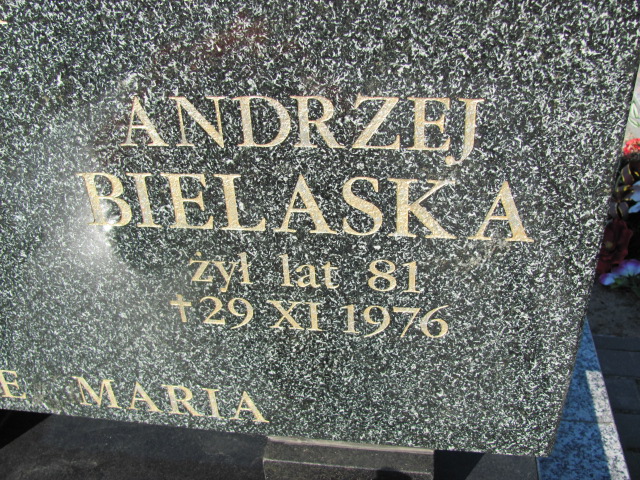 ANDRZEJ
BIELASKA
żył lat 81
✝ 29 XI 1976
E MARIA